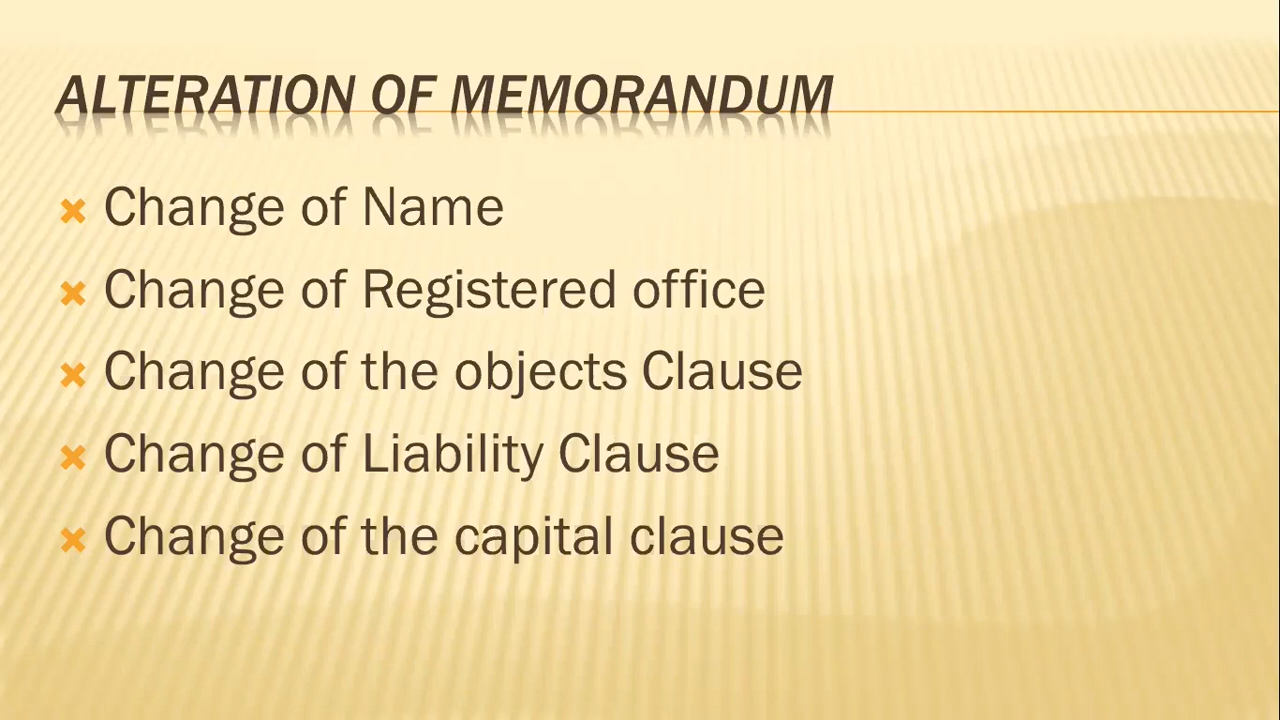 ALTERATION OF MEMORANDUM
Change of Name
Change of Registered office
Change of the objects Clause
Change of Liability Clause
Change of the capital clause